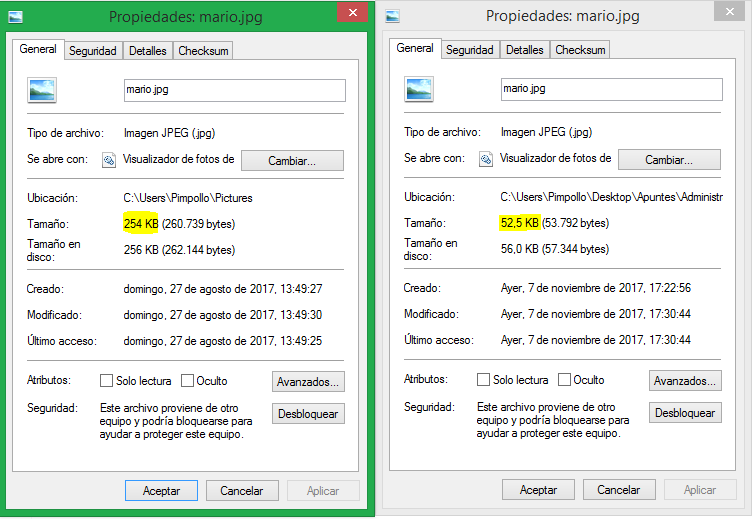 Propiedades: mario.jpg
General Seguridad Detalles Checksum
mario.jpg
Tipo de archivo: Imagen JPEG (.jpg)
Se abre con: Visualizador de fotos de Cambiar...
Ubicación: C:\Users\Pimpollo\Pictures
Tamaño: 254 KB (260.739 bytes)
Tamaño en
disco: 256 KB (262.144 bytes)
Creado: domingo, 27 de agosto de 2017, 13:49:27
Modificado: domingo, 27 de agosto de 2017, 13:49:30
Último acceso: domingo, 27 de agosto de 2017, 13:49:25
Atributos: Solo lectura Oculto Avanzados...
Seguridad: Este archivo proviene de otro
equipo y podría bloquearse para
ayudar a proteger este equipo.
Desbloquear
Aceptar Cancelar Aplicar
Propiedades: mario.jpg
General Seguridad Detalles Checksum
mario.jpg
Tipo de archivo: Imagen JPEG (.jpg)
Se abre con: Visualizador de fotos de Cambiar...
Ubicación: C:\Users\Pimpollo\Desktop\Apuntes\Administr
Tamaño: 52,5 KB (53.792 bytes)
Tamaño en
disco: 56,0 KB (57.344 bytes)
Creado: Ayer, 7 de noviembre de 2017, 17:22:56
Modificado: Ayer, 7 de noviembre de 2017, 17:30:44
Último acceso: Ayer, 7 de noviembre de 2017, 17:30:44
Atributos: Solo lectura Oculto Avanzados...
Seguridad: Este archivo proviene de otro
equipo y podría bloquearse para
ayudar a proteger este equipo.
Desbloquear
Aceptar Cancelar Aplicar